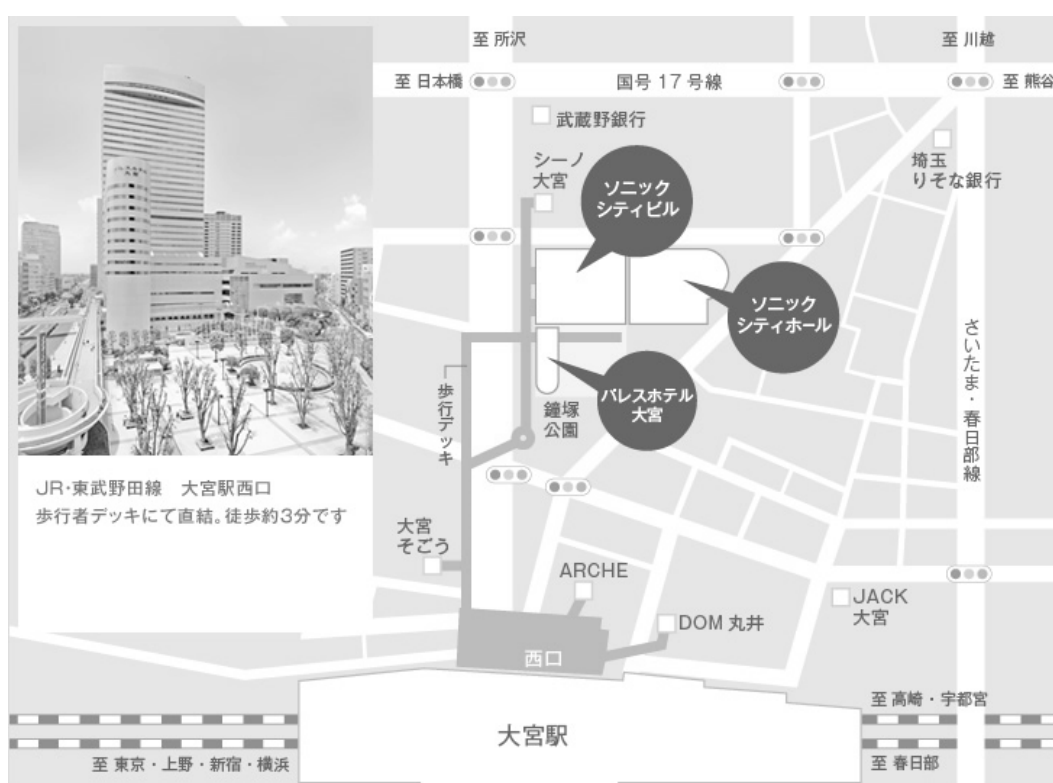 至 所沢
至 川越
至 日本橋
国号 17 号線
至 熊谷
武蔵野銀行
シーノ
大宮
ソニック
シティビル
埼玉
りそな銀行
ソニック
シティホール
さいたま・春日部線
歩行デッキ
パレスホテル
大宮
鐘塚
公園
JR・東武野田線 大宮駅西口
歩行者デッキにて直結。徒歩約3分です
大宮
そごう
ARCHE
JACK
大宮
DOM 丸井
西口
至 高崎・宇都宮
大宮駅
至 東京・上野・新宿・横浜
至 春日部